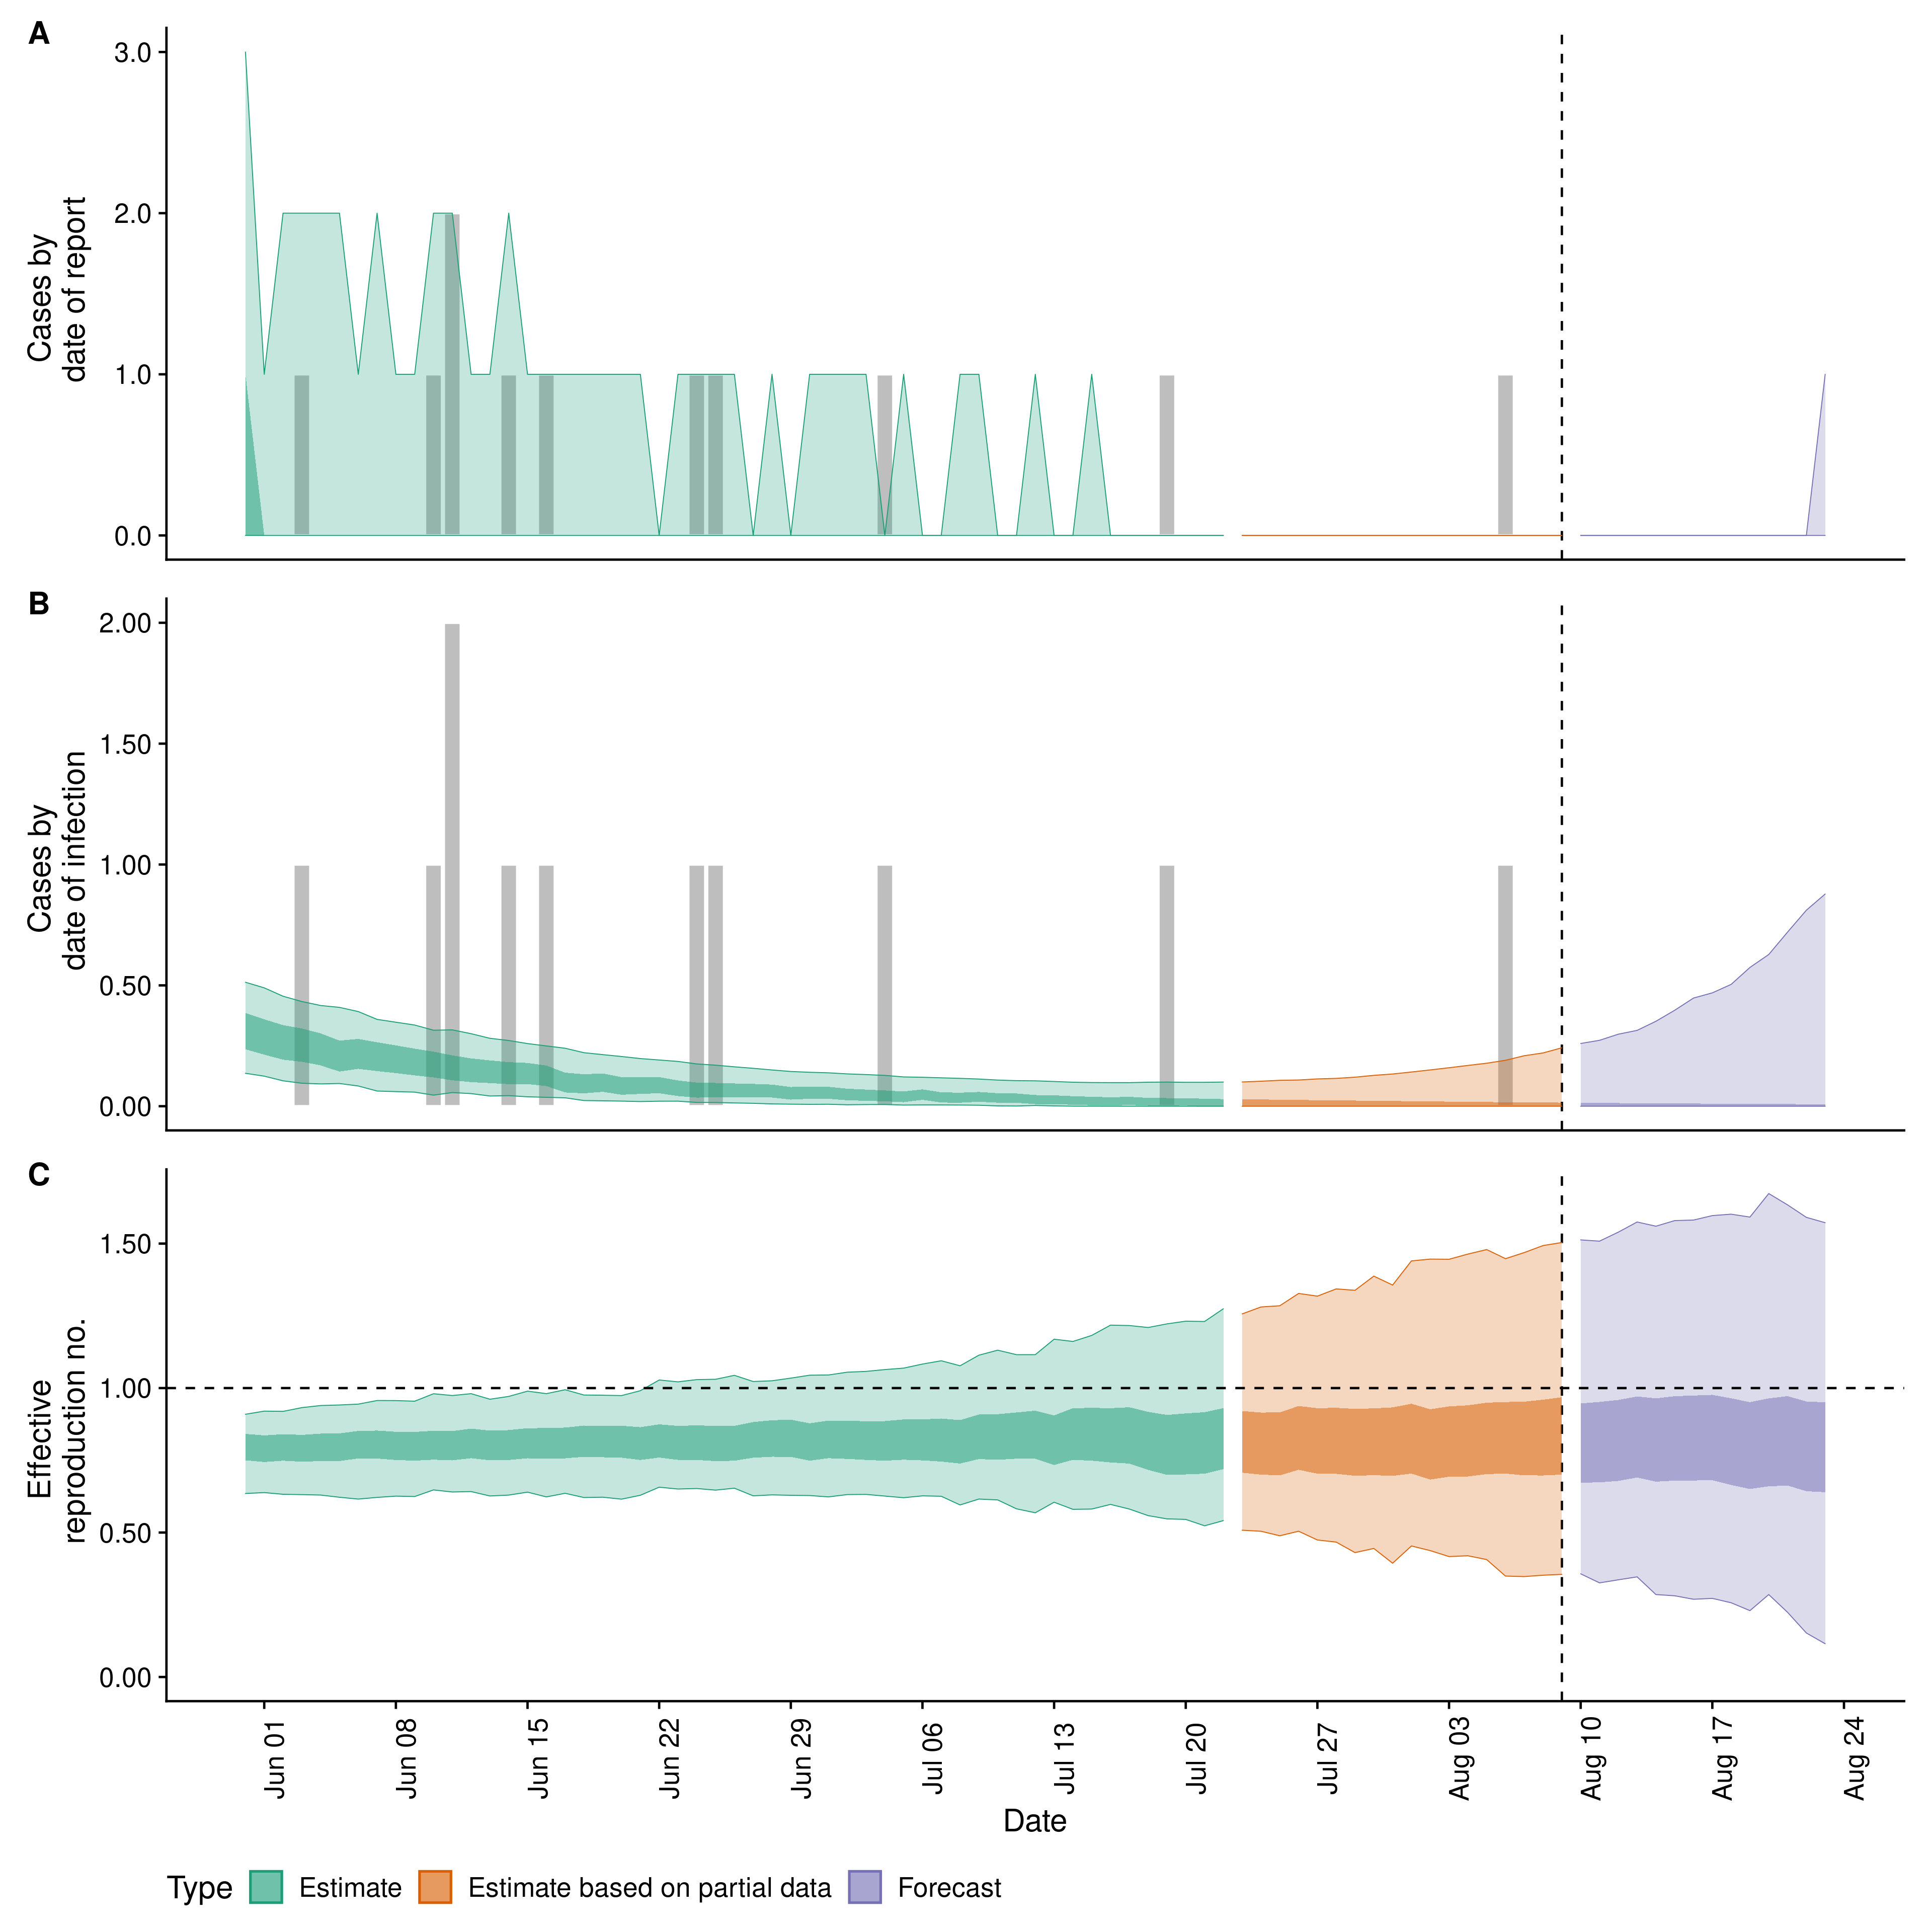 A
Cases by
date of report
3.0
2.0
1.0
0.0
B
Cases by
date of infection
2.00
1.50
1.00
0.50
0.00
C
Effective
reproduction no.
1.50
1.00
0.50
0.00
Jun 01
Jun 08
Jun 15
Jun 22
Jun 29
Jul 06
Jul 13
Jul 20
Jul 27
Aug 03
Aug 10
Aug 17
Aug 24
Date
Type Estimate Estimate based on partial data Forecast